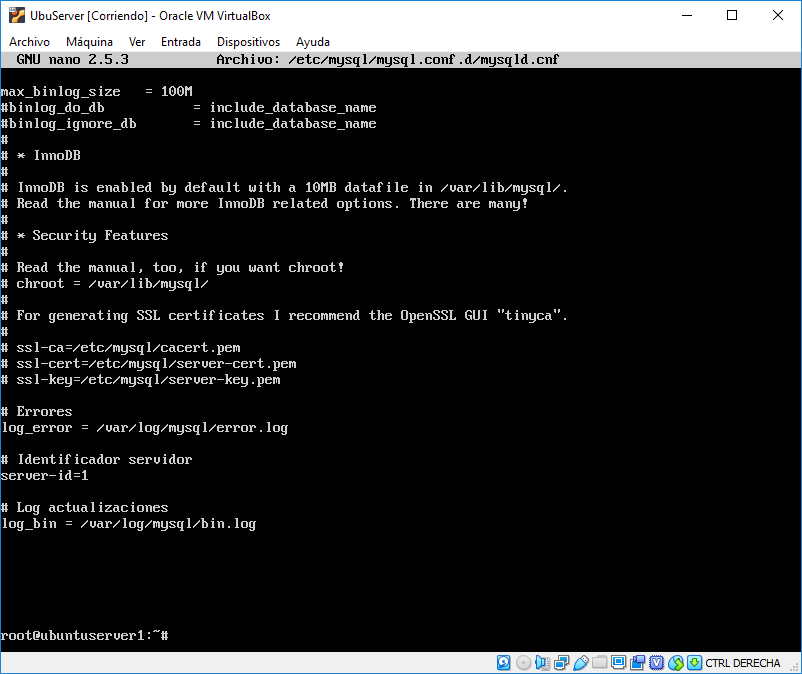 UbuServer [Corriendo] - Oracle VM VirtualBox
Archivo Máquina Ver Entrada Dispositivos Ayuda
GNU nano 2.5.3 Archivo: /etc/mysql/mysql.conf.d/mysqld.cnf
max_binlog_size = 100M
#binlog_do_db = include_database_name
#binlog_ignore_db = include_database_name
#
# * InnoDB
#
# InnoDB is enabled by default with a 10MB datafile in /var/lib/mysql/.
# Read the manual for more InnoDB related options. There are many!
#
# * Security Features
#
# Read the manual, too, if you want chroot!
# chroot = /var/lib/mysql/
#
# For generating SSL certificates I recommend the OpenSSL GUI "tinyca".
#
# ssl-ca=/etc/mysql/cacert.pem
# ssl-cert=/etc/mysql/server-cert.pem
# ssl-key=/etc/mysql/server-key.pem
# Errores
log_error = /var/log/mysql/error.log
# Identificador servidor
server-id=1
# Log actualizaciones
log_bin = /var/log/mysql/bin.log
root@ubuntuserver1:~#
CTRL DERECHA